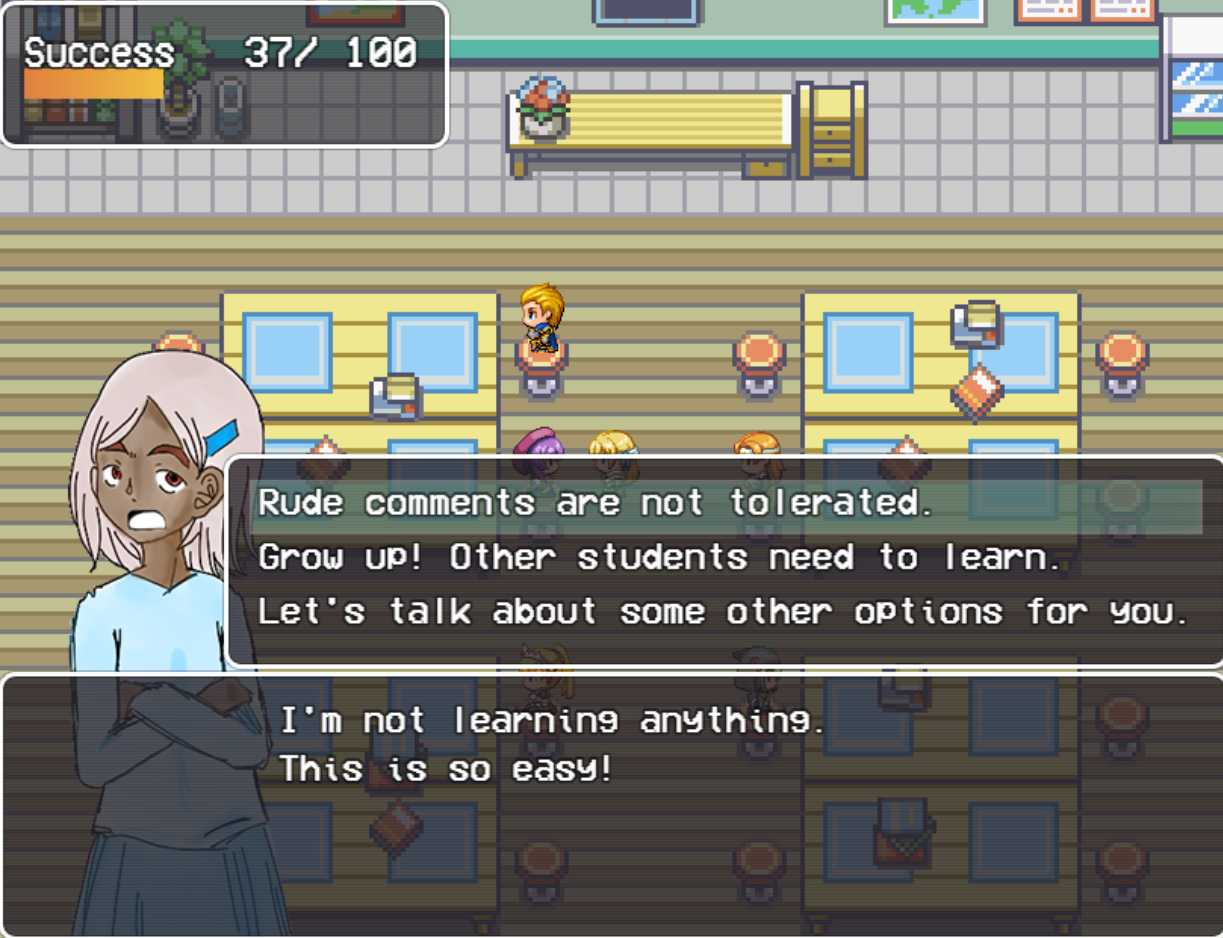 Success 37/ 100
Rude comments are not tolerated.
Grow up! Other students need to learn.
Let's talk about some other options for you.
I'm not learning anything.
This is so easy!